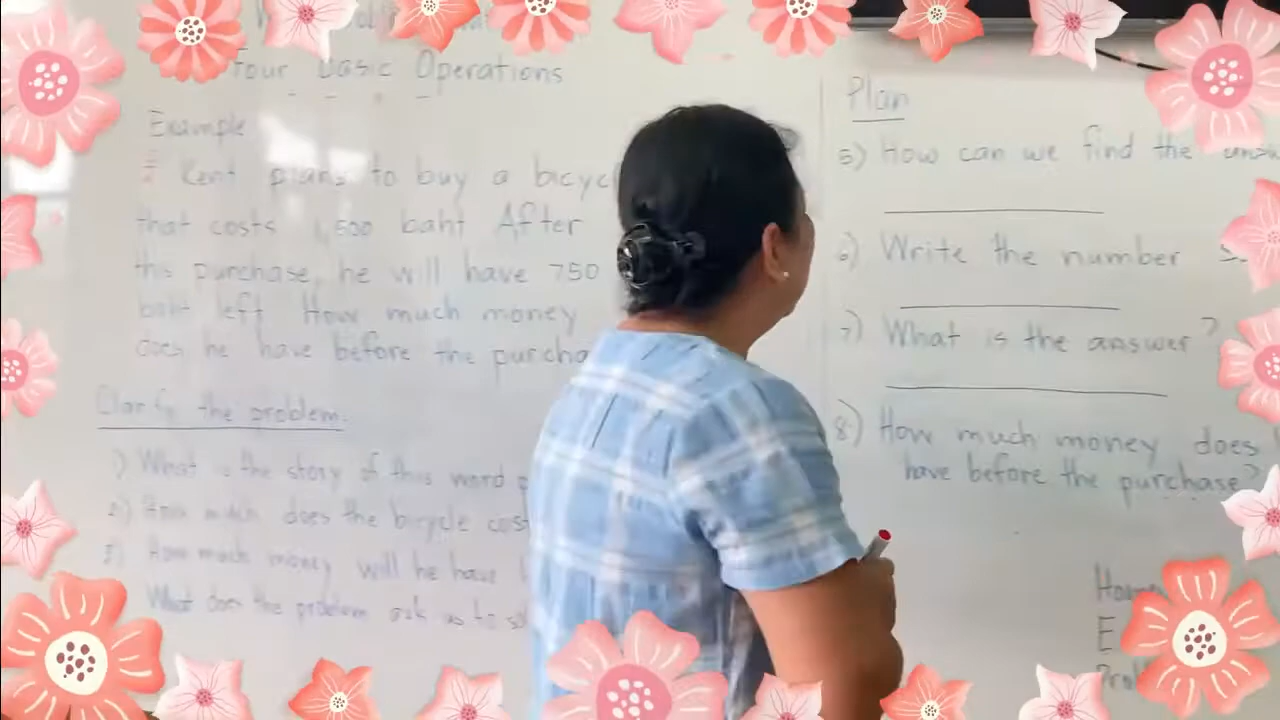 Four Basic Operations
Example
Kent plans to buy a bicyc
that costs 1,500 baht After
this purchase, he will have 750
baht left How much money
does he have before the purcha
Clarify the problem.
1) What is the story of this word p
2) How much does the bicycle cos
3) How much money will he have
What does the problem ask us to so
Plan
5) How can we find the answ
6) Write the number
7) What is the answer?
8) How much money does
have before the purchase?